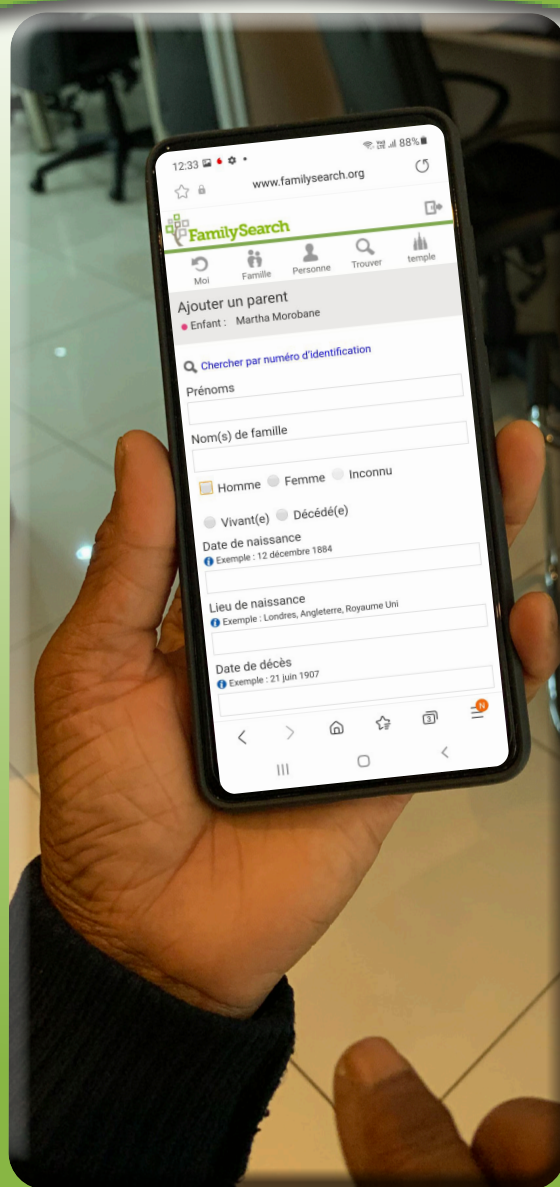 12:33
88%
www.familysearch.org
FamilySearch
Moi Famille Personne Trouver temple
Ajouter un parent
Enfant : Martha Morobane
Chercher par numéro d'identification
Prénoms
Nom(s) de famille
Homme Femme Inconnu
Vivant(e) Décédé(e)
Date de naissance
Exemple : 12 décembre 1884
Lieu de naissance
Exemple : Londres, Angleterre, Royaume Uni
Date de décès
Exemple : 21 juin 1907
3
N